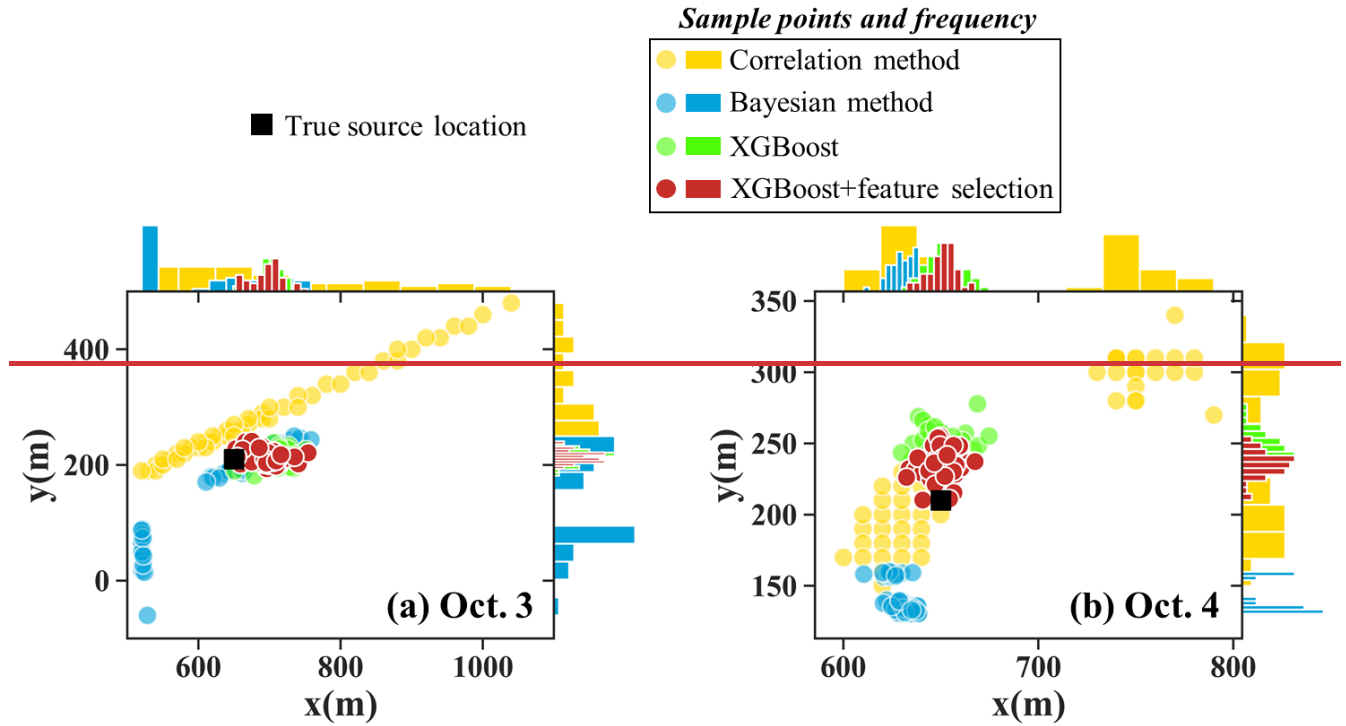 Sample points and frequency
Correlation method
Bayesian method
XGBoost
XGBoost+feature selection
True source location
400
200
0
y(m)
600
800
1000
x(m)
(a) Oct. 3
350
300
250
200
150
y(m)
600
700
800
x(m)
(b) Oct. 4